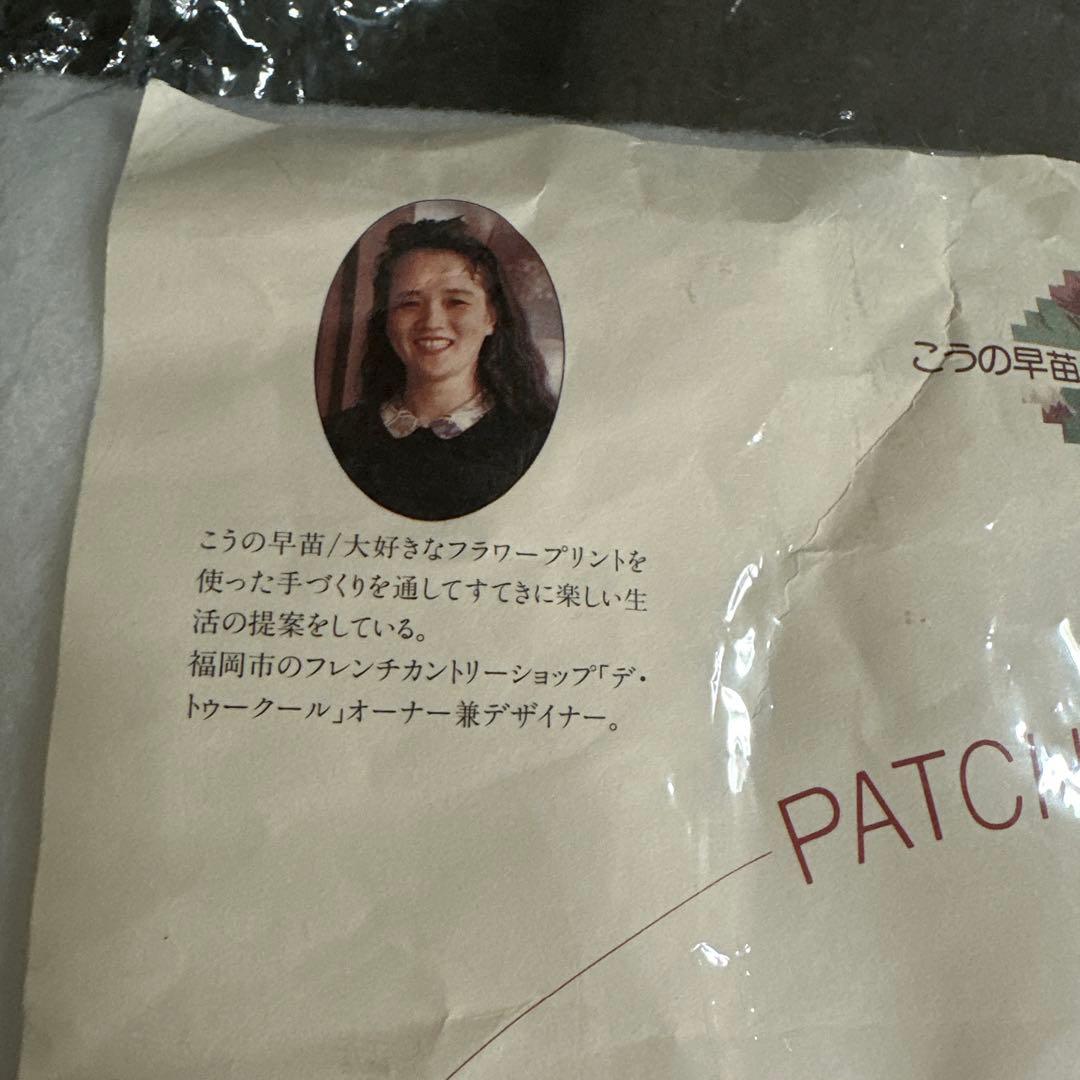 こうの早苗
こうの早苗/大好きなフラワープリントを
使った手づくりを通してすてきに楽しい生
活の提案をしている。
福岡市のフレンチカントリーショップ「デ・
トゥークール」オーナー兼デザイナー。
PATCH